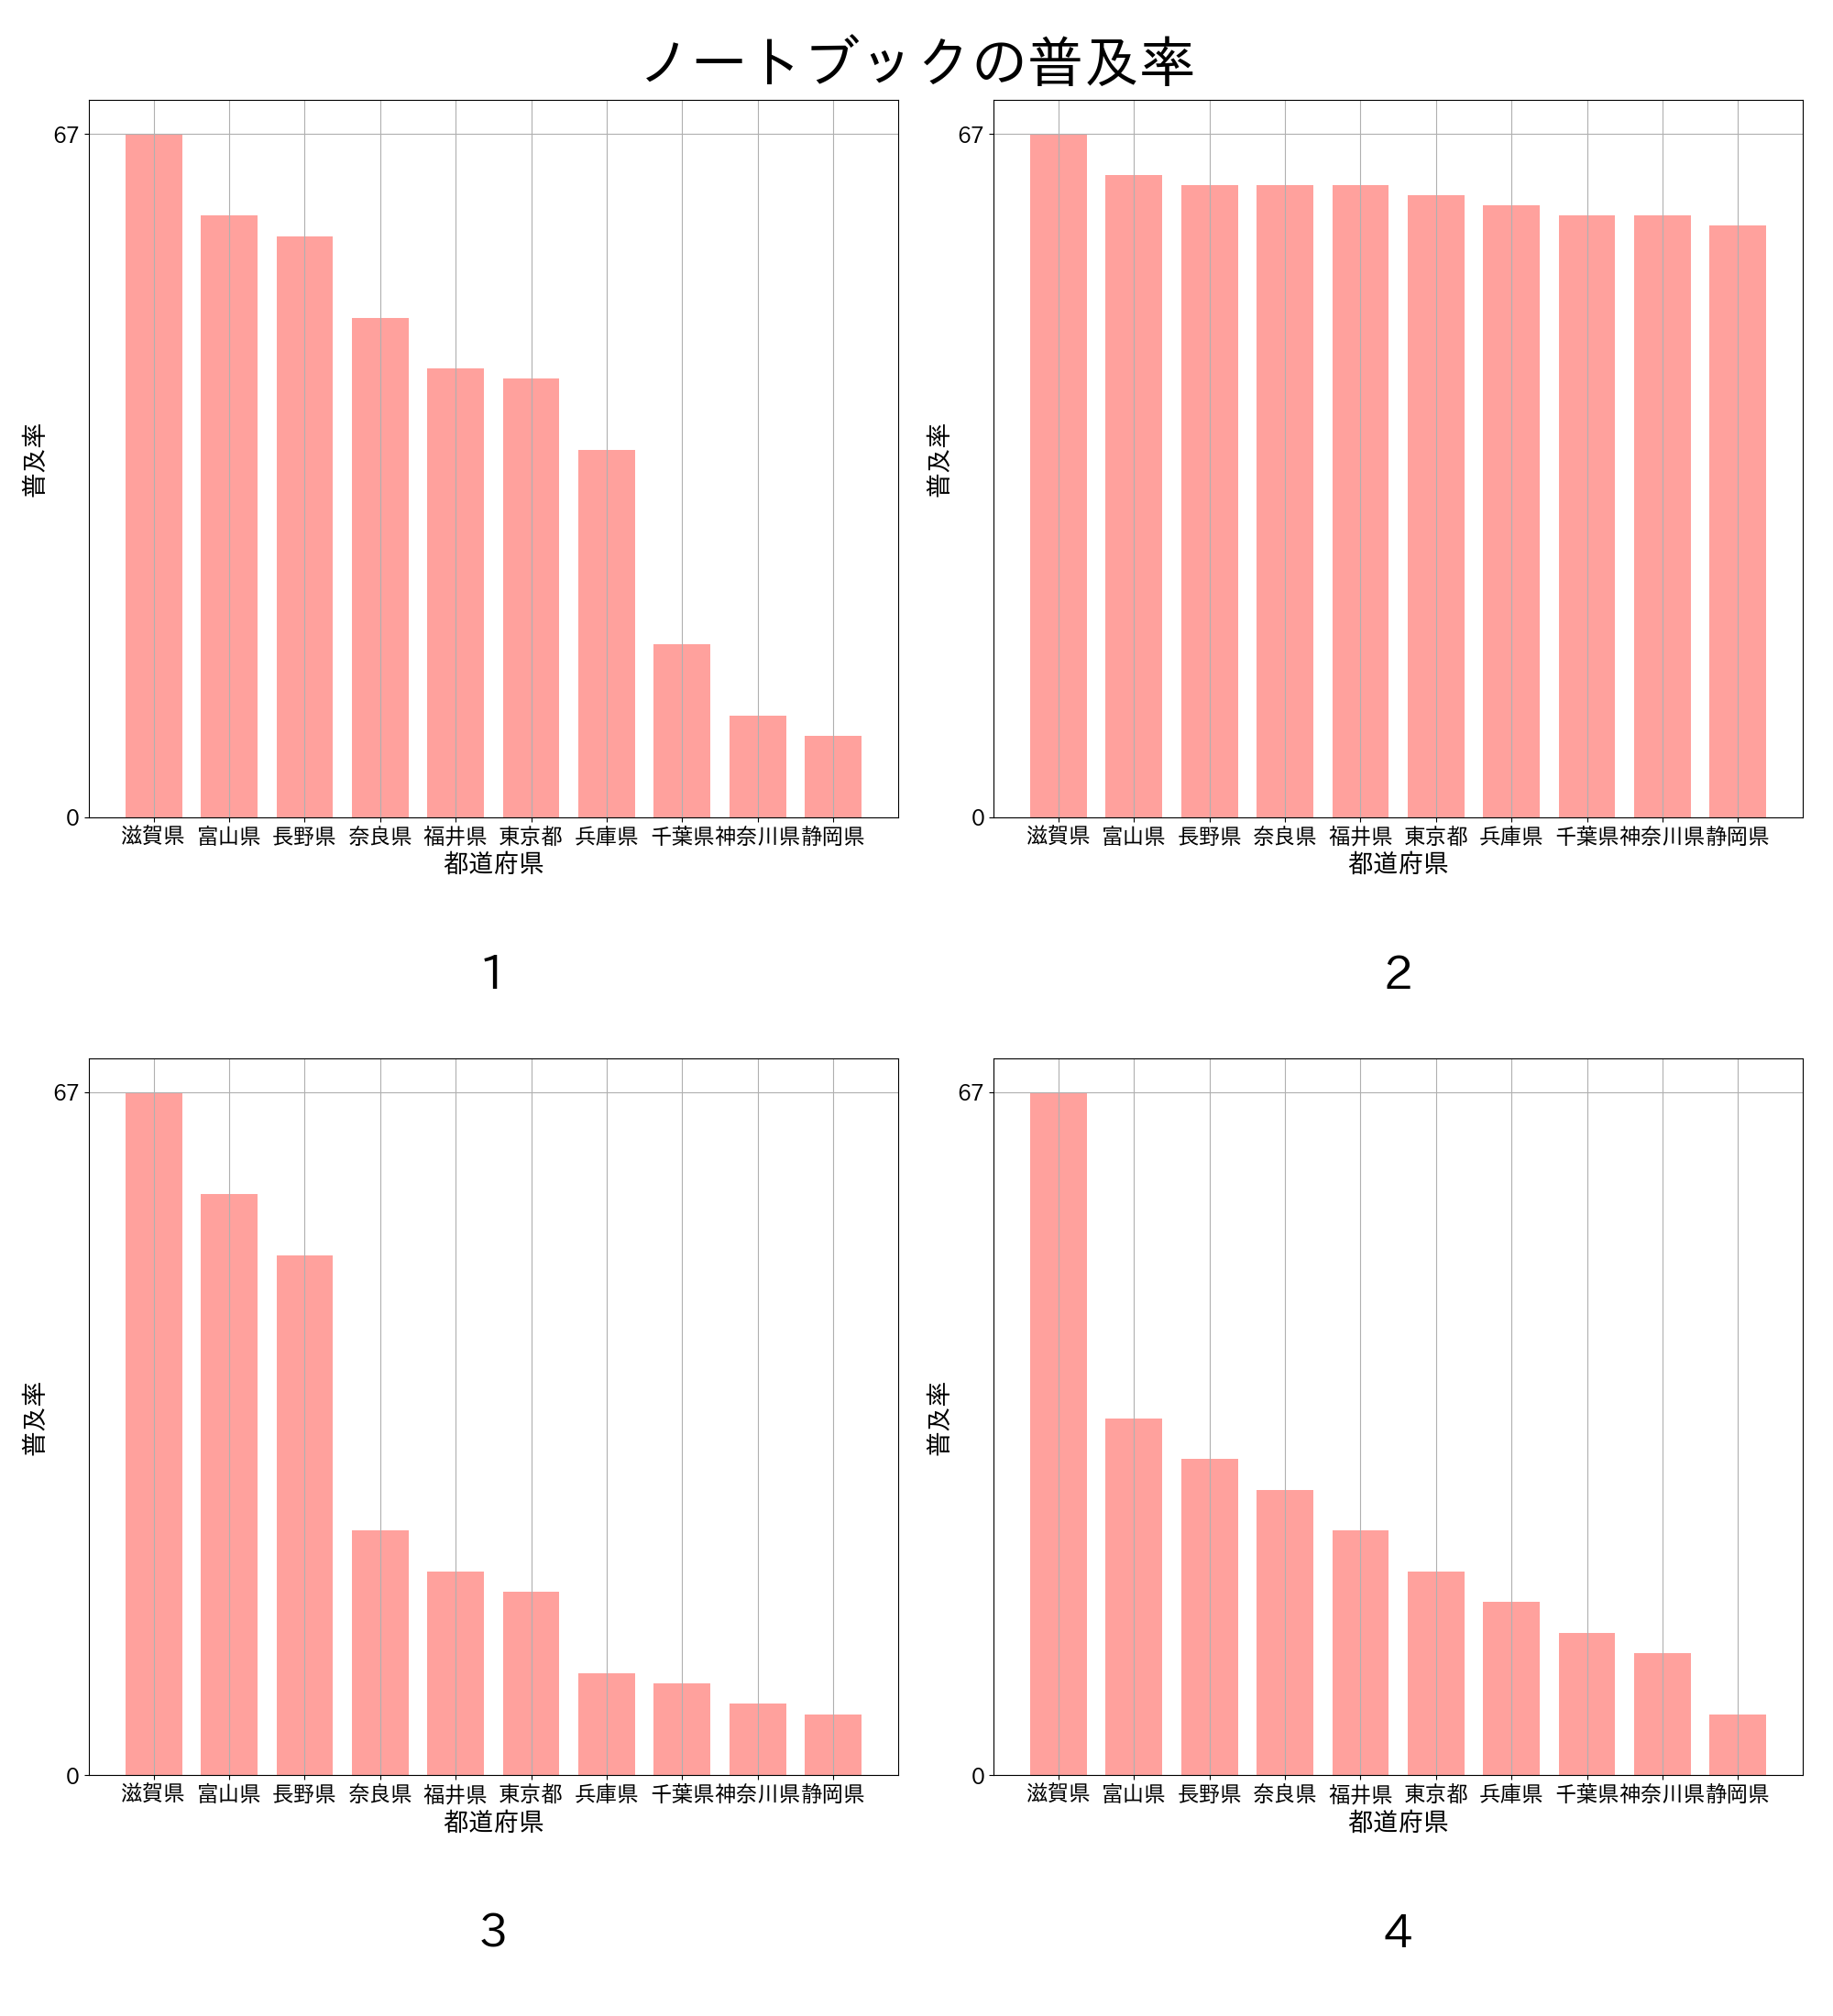 ノートブックの普及率
67
0
普及率
滋賀県 富山県 長野県 奈良県 福井県 東京都 兵庫県 千葉県 神奈川県 静岡県
都道府県
1
67
0
普及率
滋賀県 富山県 長野県 奈良県 福井県 東京都 兵庫県 千葉県 神奈川県 静岡県
都道府県
2
67
0
普及率
滋賀県 富山県 長野県 奈良県 福井県 東京都 兵庫県 千葉県 神奈川県 静岡県
都道府県
3
67
0
普及率
滋賀県 富山県 長野県 奈良県 福井県 東京都 兵庫県 千葉県 神奈川県 静岡県
都道府県
4